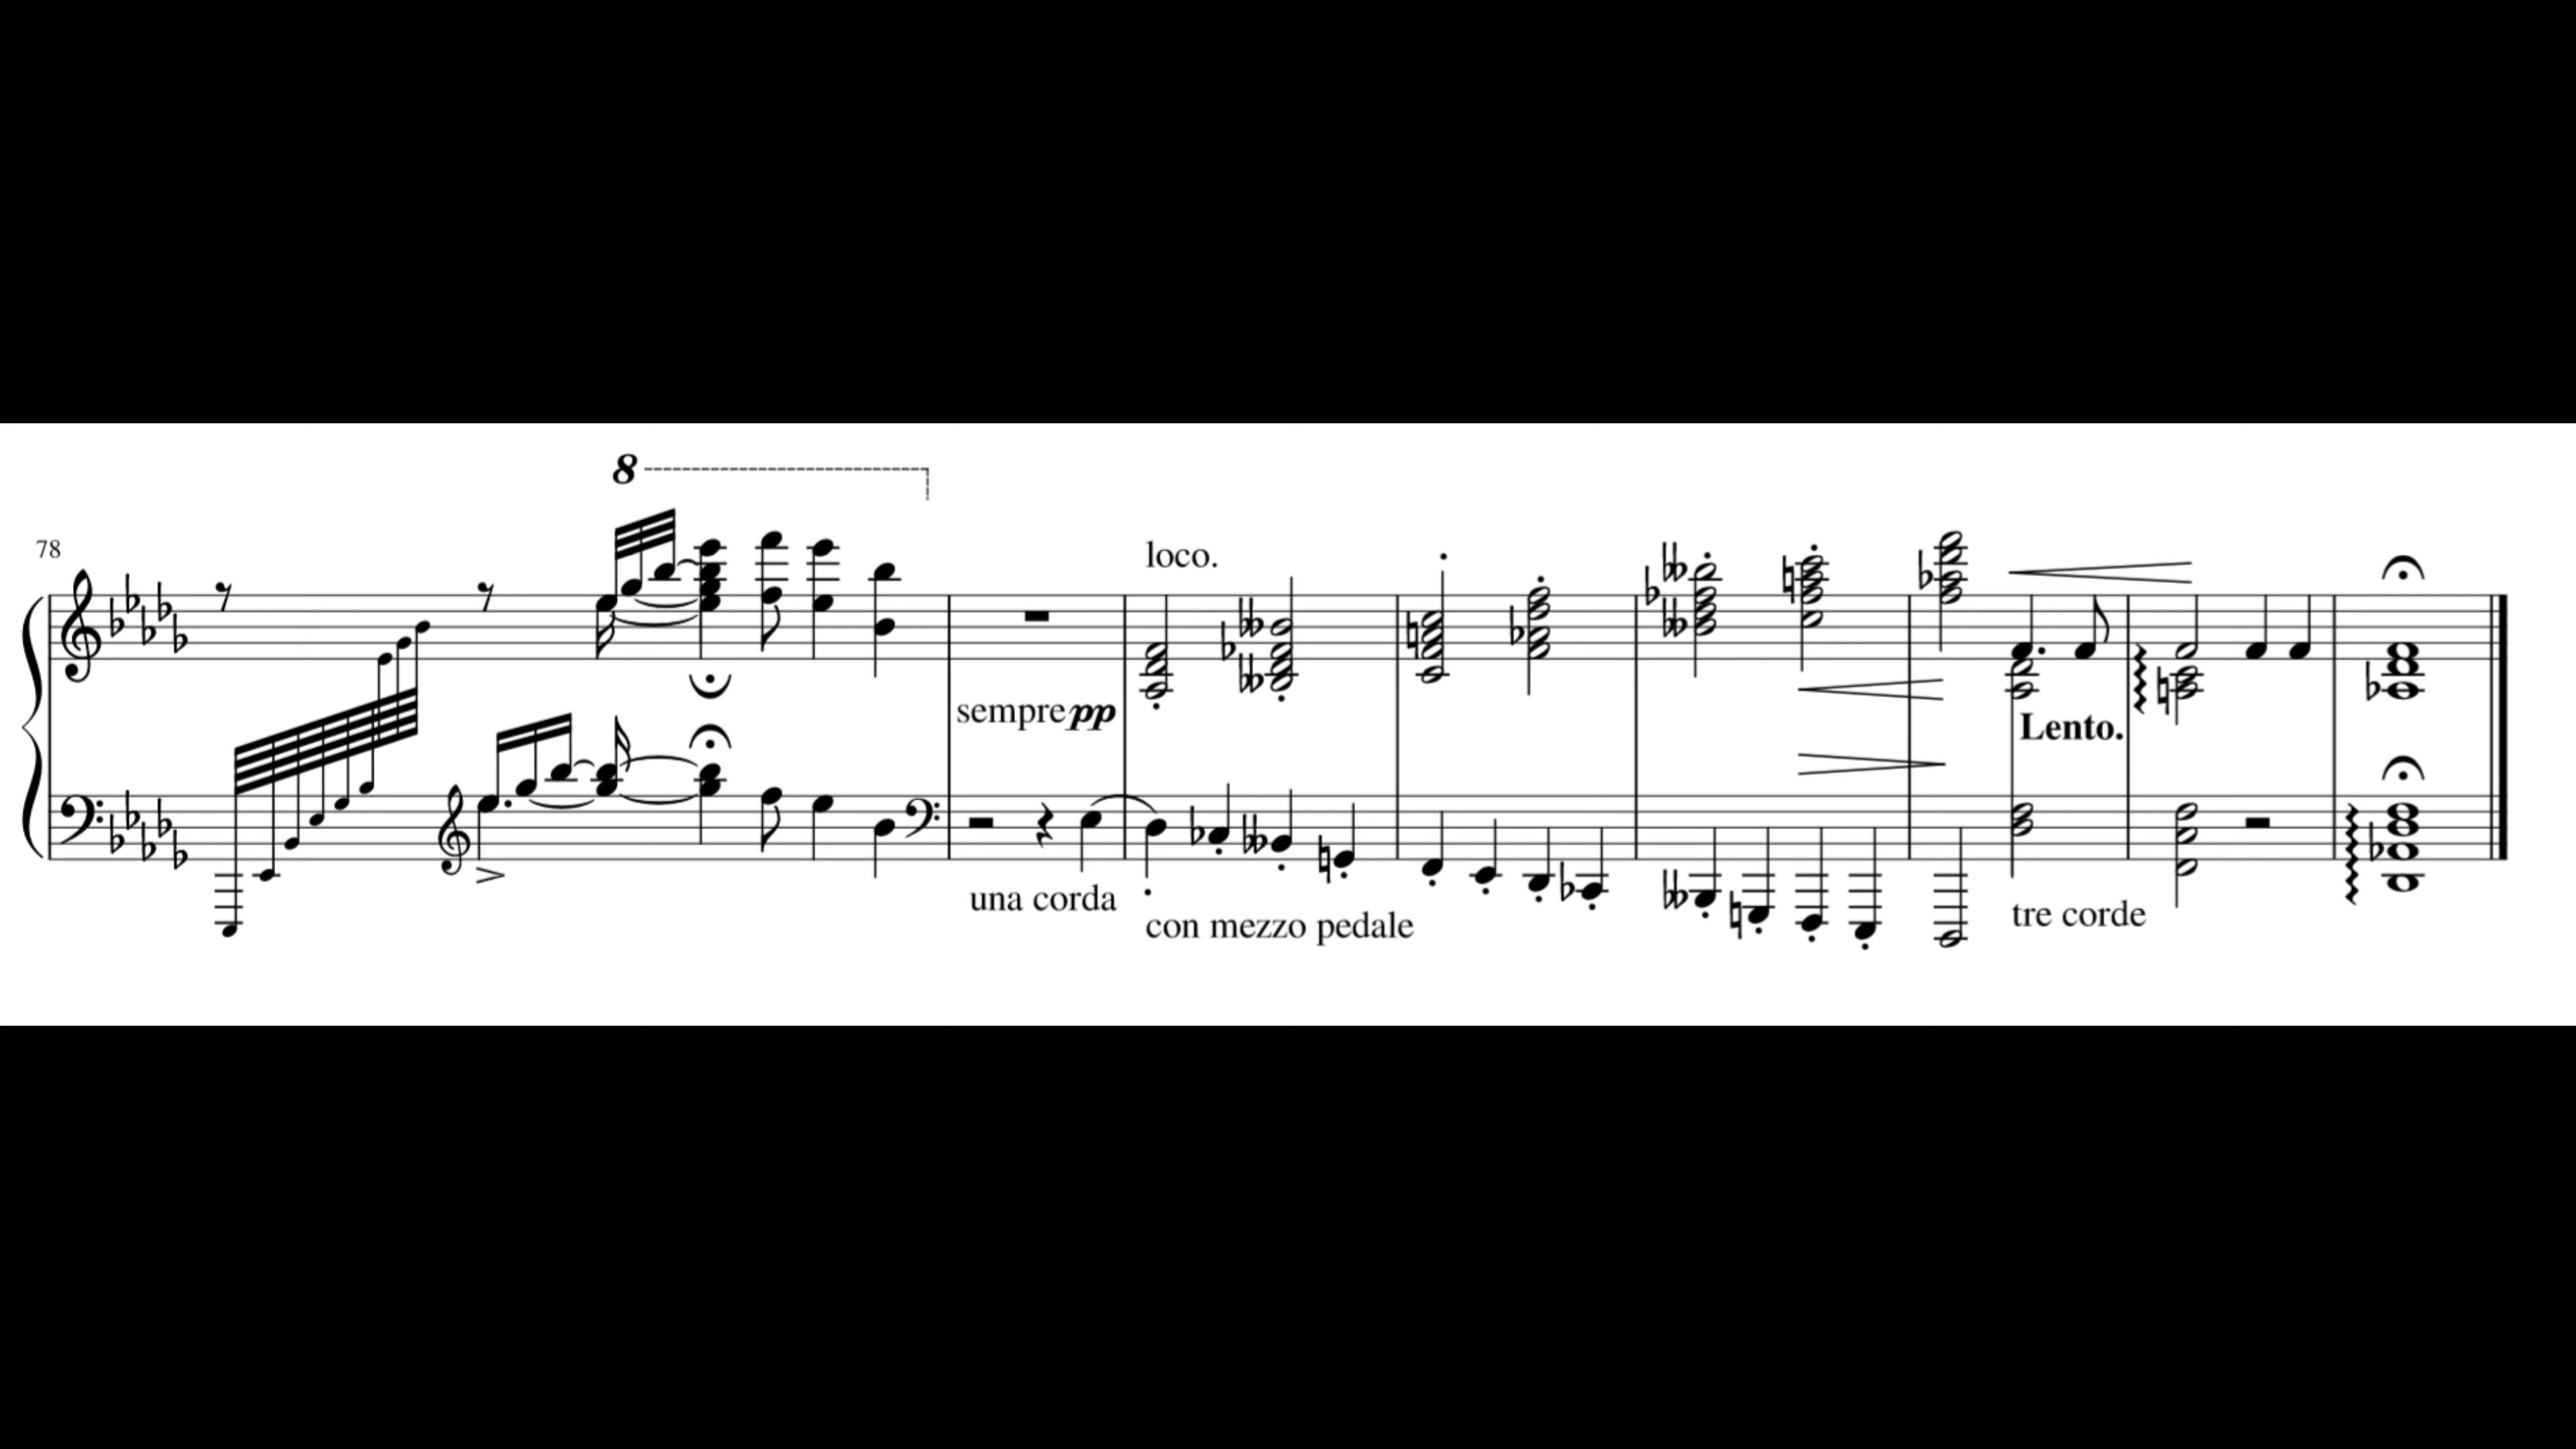 8
78
loco.
sempre pp
Lento.
una corda
tre corde
con mezzo pedale